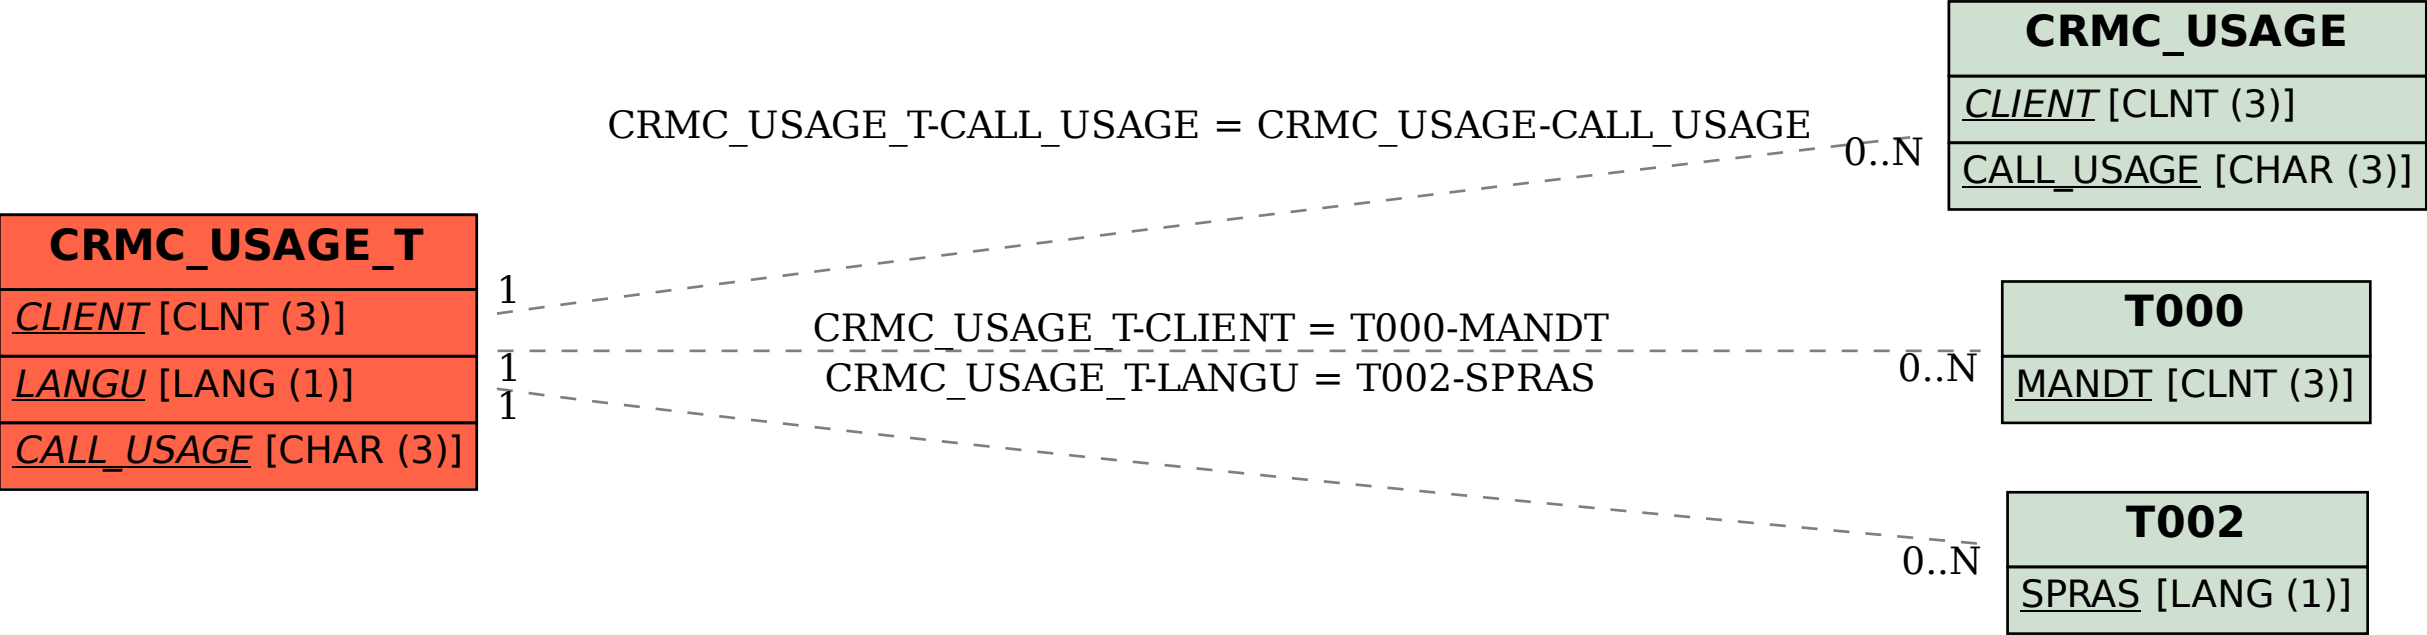 CRMC_USAGE
CLIENT [CLNT (3)]
CALL_USAGE [CHAR (3)]
CRMC_USAGE_T-CALL_USAGE = CRMC_USAGE-CALL_USAGE
0..N
CRMC_USAGE_T
CLIENT [CLNT (3)]
LANGU [LANG (1)]
CALL_USAGE [CHAR (3)]
1
1
1
CRMC_USAGE_T-CLIENT = T000-MANDT
0..N
CRMC_USAGE_T-LANGU = T002-SPRAS
T000
MANDT [CLNT (3)]
0..N
T002
SPRAS [LANG (1)]